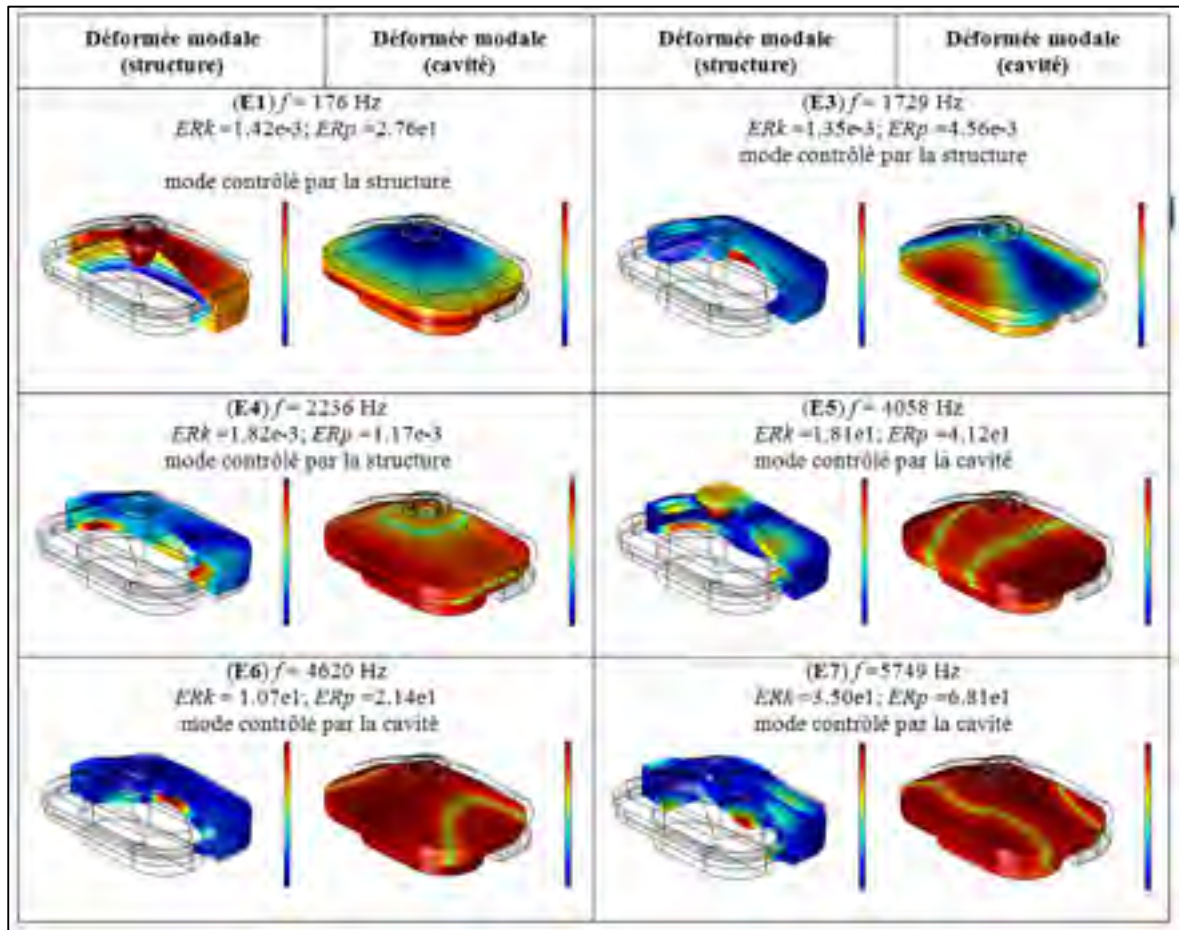 Déformée modale
(structure)
Déformée modale
(cavité)
Déformée modale
(structure)
Déformée modale
(cavité)
(E1) f= 176 Hz
ERk =1.42e-3; ERp =2.76e1
mode contrôlé par la structure
(E3) f= 1729 Hz
ERk =1.35e-3; ERp =4.56e-3
mode contrôlé par la structure
(E4) f= 2236 Hz
ERk =1.82e-3; ERp =1.17e-3
mode contrôlé par la structure
(E5) f= 4058 Hz
ERk =1.81e1; ERp =4.12e1
mode contrôlé par la cavité
(E6) f= 4620 Hz
ERk = 1.07e1; ERp =2.14e1
mode contrôlé par la cavité
(E7) f=5749 Hz
ERk =3.50e1; ERp =6.81e1
mode contrôlé par la cavité